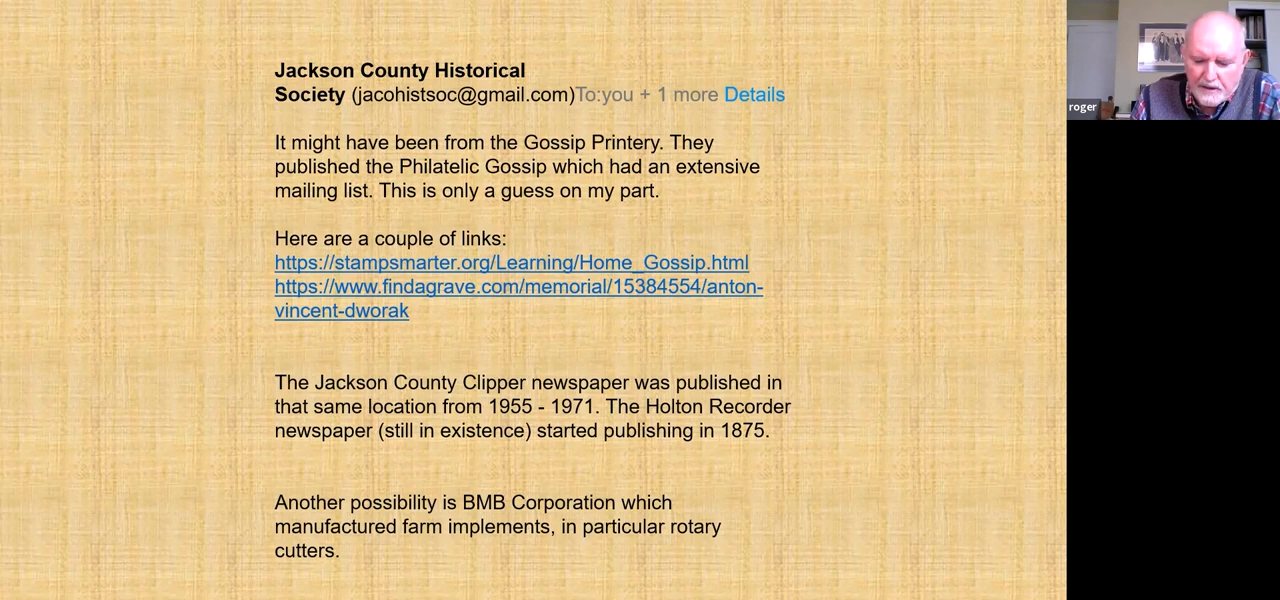 Jackson County Historical
Society (jacohistsoc@gmail.com)To:you + 1 more Details
It might have been from the Gossip Printery. They
published the Philatelic Gossip which had an extensive
mailing list. This is only a guess on my part.
Here are a couple of links:
https://stampsmarter.org/Learning/Home_Gossip.html
https://www.findagrave.com/memorial/15384554/anton-
vincent-dworak
The Jackson County Clipper newspaper was published in
that same location from 1955 - 1971. The Holton Recorder
newspaper (still in existence) started publishing in 1875.
Another possibility is BMB Corporation which
manufactured farm implements, in particular rotary
cutters.
roger